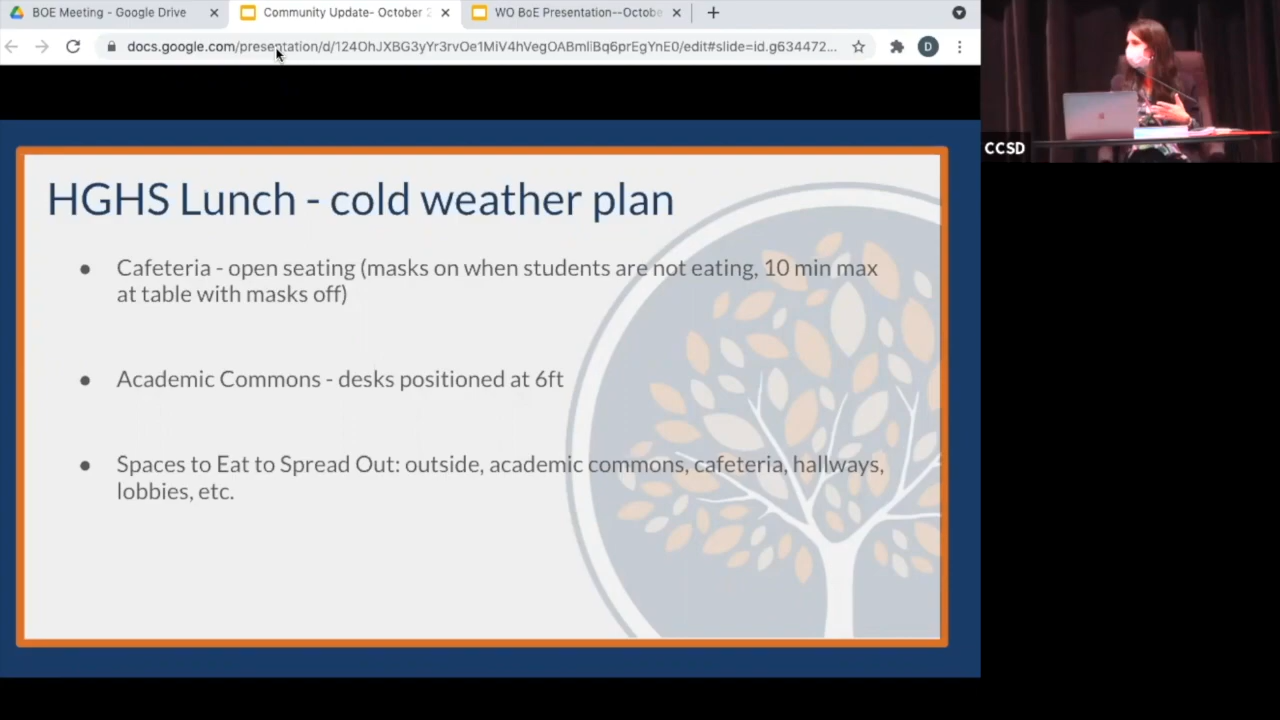 BOE Meeting - Google Drive
Community Update- October
WO BoE Presentation--Octobe
docs.google.com/presentation/d/124OhJXBG3yYr3rvOe1MiV4hVegOABmliBq6prEgYnE0/edit#slide=id.g634472...
D
CCSD
HGHS Lunch - cold weather plan
● Cafeteria - open seating (masks on when students are not eating, 10 min max
at table with masks off)
● Academic Commons - desks positioned at 6ft
● Spaces to Eat to Spread Out: outside, academic commons, cafeteria, hallways,
lobbies, etc.